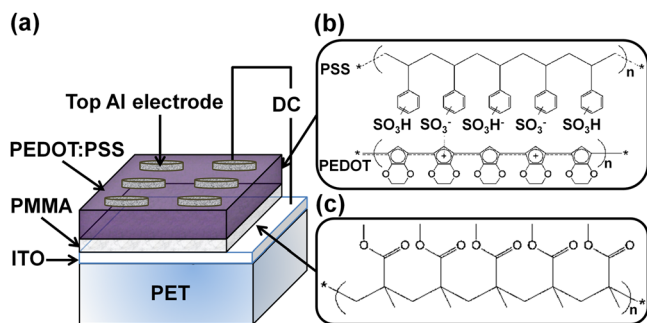 (a)
Top Al electrode
DC
PEDOT:PSS
PMMA
ITO
PET
(b)
PSS
* * n
SO₃H SO₃⁻ SO₃H⁻ SO₃⁻ SO₃H
+ +
PEDOT * n
O O O O O O O O O O
(c)
O O O O O O O O O O
* * n